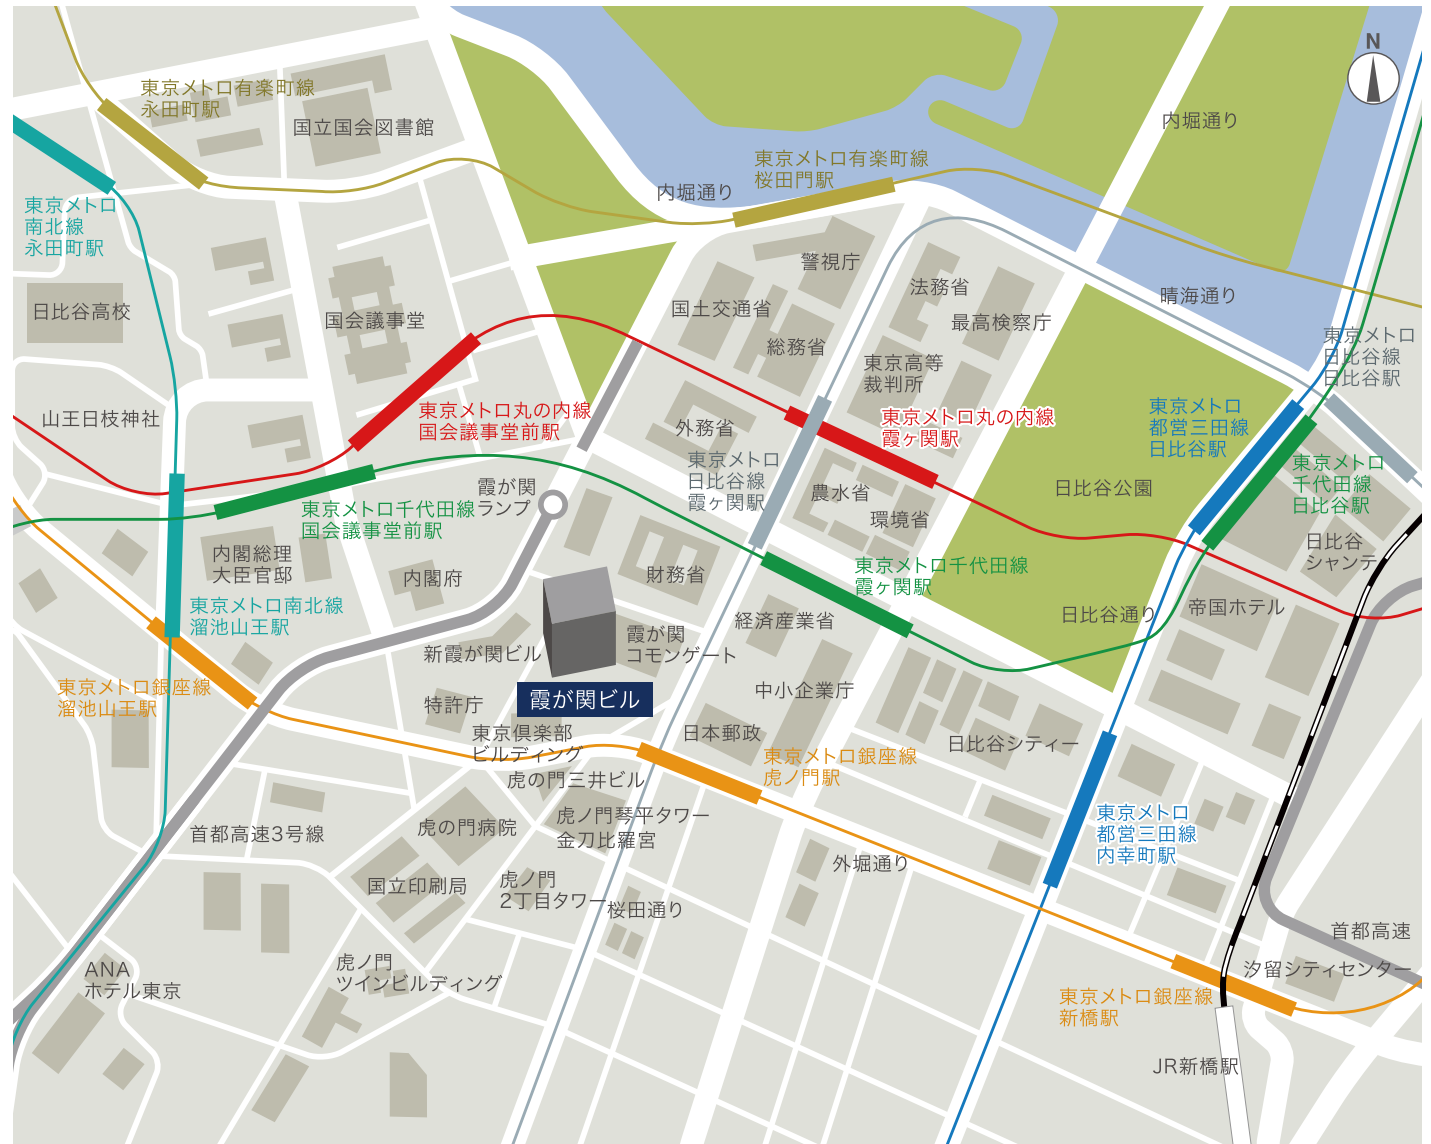 N
東京メトロ有楽町線
永田町駅
国立国会図書館
内堀通り
東京メトロ有楽町線
桜田門駅
内堀通り
東京メトロ
南北線
永田町駅
警視庁
法務省
晴海通り
日比谷高校
国会議事堂
国土交通省
最高検察庁
総務省
東京高等
裁判所
東京メトロ
日比谷線
日比谷駅
山王日枝神社
東京メトロ丸の内線
国会議事堂前駅
外務省
東京メトロ丸の内線
霞ヶ関駅
東京メトロ
都営三田線
日比谷駅
東京メトロ
日比谷線
霞ヶ関駅
東京メトロ
千代田線
日比谷駅
霞が関
ランプ
農水省
環境省
日比谷公園
東京メトロ千代田線
国会議事堂前駅
日比谷
シャンテ
内閣総理
大臣官邸
内閣府
財務省
東京メトロ千代田線
霞ヶ関駅
東京メトロ南北線
溜池山王駅
経済産業省
日比谷通り
帝国ホテル
新霞が関ビル
霞が関
コモンゲート
東京メトロ銀座線
溜池山王駅
霞が関ビル
中小企業庁
特許庁
東京倶楽部
ビルディング
日本郵政
日比谷シティー
東京メトロ銀座線
虎ノ門駅
虎の門三井ビル
首都高速3号線
虎の門病院
虎ノ門琴平タワー
金刀比羅宮
東京メトロ
都営三田線
内幸町駅
外堀通り
国立印刷局
虎ノ門
2丁目タワー
桜田通り
首都高速
ANA
ホテル東京
虎ノ門
ツインビルディング
汐留シティセンター
東京メトロ銀座線
新橋駅
JR新橋駅